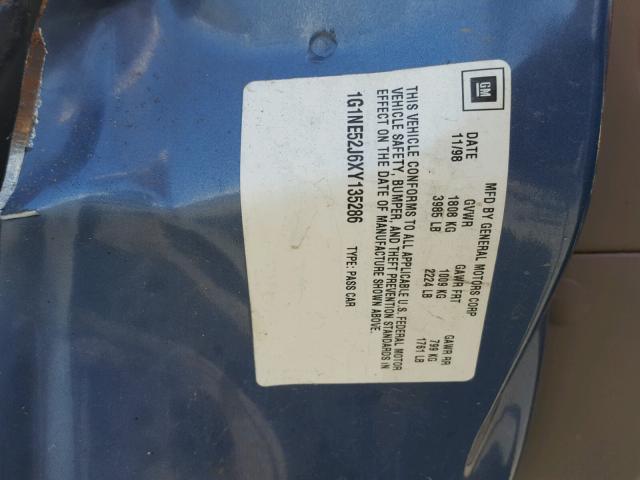 GM
MFD BY GENERAL MOTORS CORP
DATE GVWR GAWR FRT GAWR RR
11/98 1808 KG 1009 KG 799 KG
3985 LB 2224 LB 1761 LB
THIS VEHICLE CONFORMS TO ALL APPLICABLE U.S. FEDERAL MOTOR
VEHICLE SAFETY, BUMPER, AND THEFT PREVENTION STANDARDS IN
EFFECT ON THE DATE OF MANUFACTURE SHOWN ABOVE.
1G1NE52J6XY135286 TYPE: PASS CAR